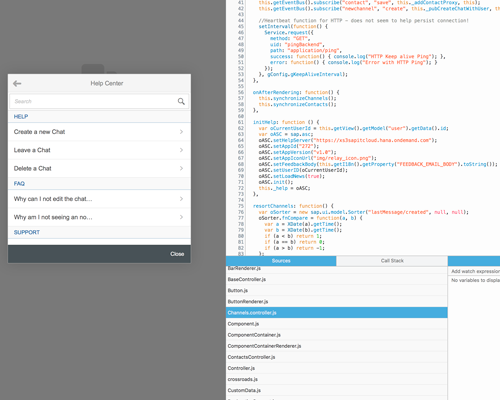 Help Center
Search
HELP
Create a new Chat
Leave a Chat
Delete a Chat
FAQ
Why can I not edit the chat...
Why am I not seeing an no...
SUPPORT
Close
41 this.getEventBus().subscribe("contact", "save", this._addContactProxy, this);
42 this.getEventBus().subscribe("newchannel", "create", this._pubCreateChatWithUser, th
43
44 //Heartbeat function for HTTP – does not seem to help persist connection!
45 setInterval(function() {
46 Service.request({
47 method: "GET",
48 uid: "pingBackend",
49 path: "application/ping",
50 success: function() { console.log("HTTP Keep alive Ping"); },
51 error: function() { console.log("Error with HTTP Ping"); }
52 });
53 }, gConfig.gKeepAliveInterval);
54 },
55
56 onAfterRendering: function() {
57 this.synchronizeChannels();
58 this.synchronizeContacts();
59 },
60
61 initHelp: function () {
62 var oCurrentUserId = this.getView().getModel("user").getData().id;
63 var oASC = new sap.asc();
64 oASC.setHelpServer("https://xs3sapitcloud.hana.ondemand.com");
65 oASC.setAppId("272");
66 oASC.setAppVersion("v1.0");
67 oASC.setAppIconUrl("img/relay_icon.png");
68 oASC.setFeedbackBody(this.getI18n().getProperty("FEEDBACK_EMAIL_BODY").toString());
69 oASC.setUserID(oCurrentUserId);
70 oASC.setLoadNews(true);
71 oASC.init();
72 this._help = oASC;
73 },
74
75 resortChannels: function() {
76 var oSorter = new sap.ui.model.Sorter("lastMessage/created", null, null);
77 oSorter.fnCompare = function(a, b) {
78 var a = XDate(a).getTime();
79 var b = XDate(b).getTime();
80 if (a < b) return 1;
81 if (a == b) return 0;
82 if (a > b) return -1;
83 };
Sources
Call Stack
BarRenderer.js
BaseController.js
Button.js
ButtonRenderer.js
Channels.controller.js
Component.js
ComponentContainer.js
ComponentContainerRenderer.js
ContactsController.js
Controller.js
crossroads.js
CustomData.js
Add watch expression
No variables to displa